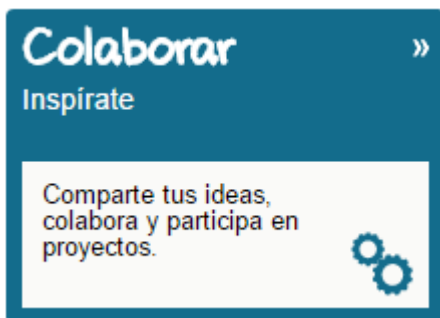 Colaborar »
Inspírate
Comparte tus ideas,
colabora y participa en
proyectos.